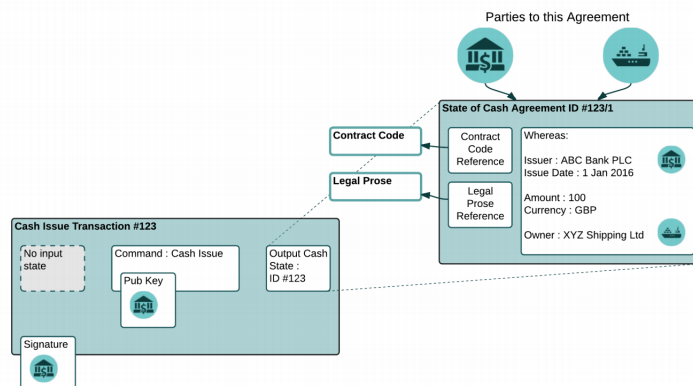 Parties to this Agreement
State of Cash Agreement ID #123/1
Contract Code
Contract
Code
Reference
Whereas:
Issuer : ABC Bank PLC
Issue Date : 1 Jan 2016
Amount : 100
Currency : GBP
Owner : XYZ Shipping Ltd
Legal Prose
Legal
Prose
Reference
Cash Issue Transaction #123
No input
state
Command : Cash Issue
Pub Key
Output Cash
State :
ID #123
Signature